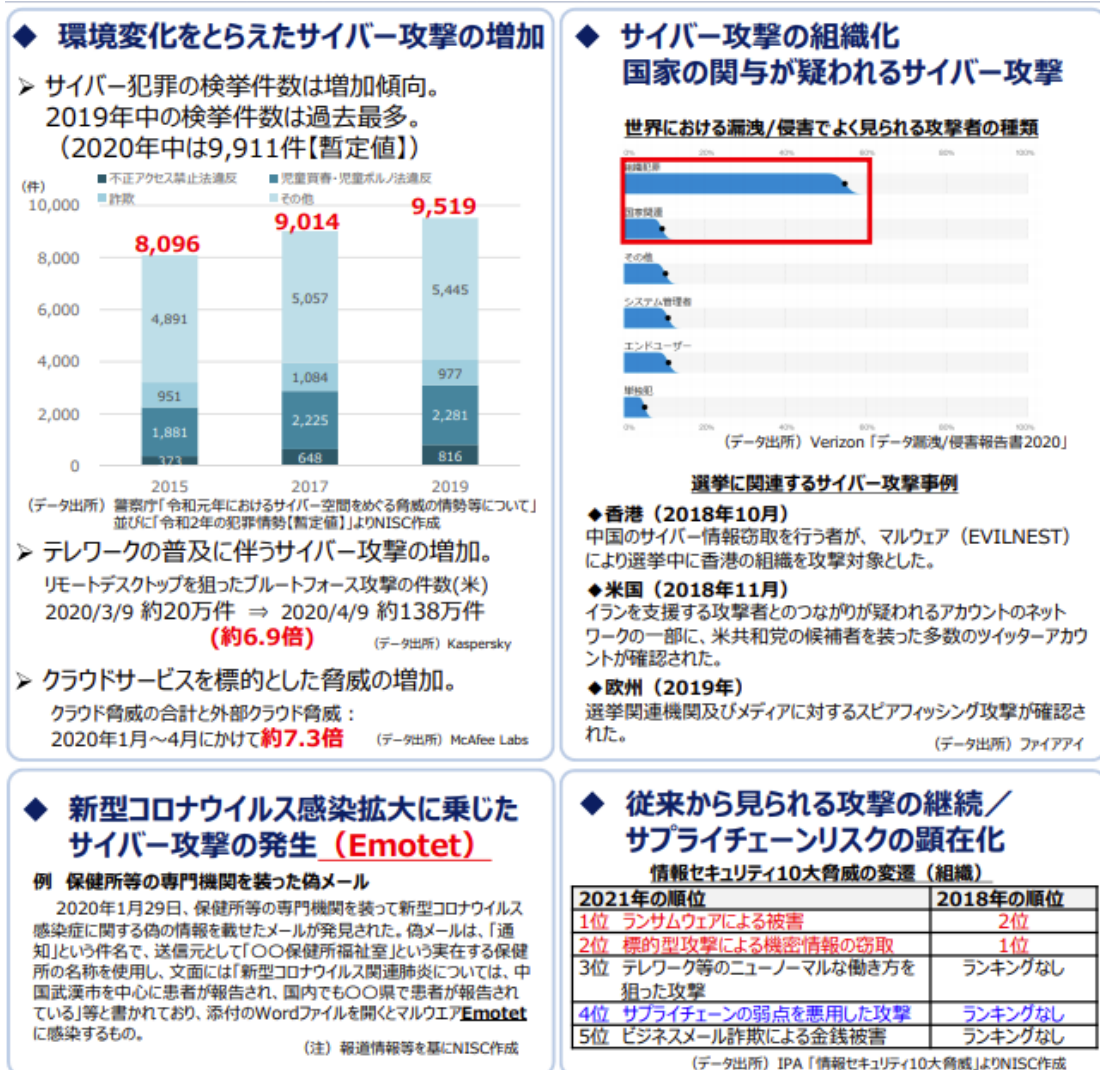 ◆ 環境変化をとらえたサイバー攻撃の増加
➢ サイバー犯罪の検挙件数は増加傾向。
2019年中の検挙件数は過去最多。
（2020年中は9,911件【暫定値】）
(件)
■不正アクセス禁止法違反 ■児童買春・児童ポルノ法違反
■詐欺 ■その他
10,000
8,000
6,000
4,000
2,000
0
8,096
4,891
951
1,881
373
9,014
5,057
1,084
2,225
648
9,519
5,445
977
2,281
816
2015 2017 2019
（データ出所）警察庁「令和元年におけるサイバー空間をめぐる脅威の情勢等について」
並びに「令和2年の犯罪情勢【暫定値】」よりNISC作成
➢ テレワークの普及に伴うサイバー攻撃の増加。
リモートデスクトップを狙ったブルートフォース攻撃の件数(米)
2020/3/9 約20万件 ⇒ 2020/4/9 約138万件
(約6.9倍) （データ出所）Kaspersky
➢ クラウドサービスを標的とした脅威の増加。
クラウド脅威の合計と外部クラウド脅威：
2020年1月～4月にかけて約7.3倍 （データ出所）McAfee Labs
◆ サイバー攻撃の組織化
国家の関与が疑われるサイバー攻撃
世界における漏洩/侵害でよく見られる攻撃者の種類
0% 20% 40% 60% 80% 100%
組織犯罪
国家関連
その他
システム管理者
エンドユーザー
単独犯
0% 20% 40% 60% 80% 100%
（データ出所）Verizon「データ漏洩/侵害報告書2020」
選挙に関連するサイバー攻撃事例
◆香港（2018年10月）
中国のサイバー情報窃取を行う者が、マルウェア（EVILNEST）
により選挙中に香港の組織を攻撃対象とした。
◆米国（2018年11月）
イランを支援する攻撃者とのつながりが疑われるアカウントのネット
ワークの一部に、米共和党の候補者を装った多数のツイッターアカウ
ントが確認された。
◆欧州（2019年）
選挙関連機関及びメディアに対するスピアフィッシング攻撃が確認さ
れた。
（データ出所）ファイアアイ
◆ 新型コロナウイルス感染拡大に乗じた
サイバー攻撃の発生（Emotet）
例 保健所等の専門機関を装った偽メール
2020年1月29日、保健所等の専門機関を装って新型コロナウイルス
感染症に関する偽の情報を載せたメールが発見された。偽メールは、「通
知」という件名で、送信元として「〇〇保健所福祉室」という実在する保健
所の名称を使用し、文面には「新型コロナウイルス関連肺炎については、中
国武漢市を中心に患者が報告され、国内でも〇〇県で患者が報告され
ている」等と書かれており、添付のWordファイルを開くとマルウエアEmotet
に感染するもの。
（注）報道情報等を基にNISC作成
◆ 従来から見られる攻撃の継続／
サプライチェーンリスクの顕在化
情報セキュリティ10大脅威の変遷（組織）
2021年の順位 2018年の順位
1位 ランサムウェアによる被害 2位
2位 標的型攻撃による機密情報の窃取 1位
3位 テレワーク等のニューノーマルな働き方を ランキングなし
狙った攻撃
4位 サプライチェーンの弱点を悪用した攻撃 ランキングなし
5位 ビジネスメール詐欺による金銭被害 ランキングなし
（データ出所）IPA「情報セキュリティ10大脅威」よりNISC作成